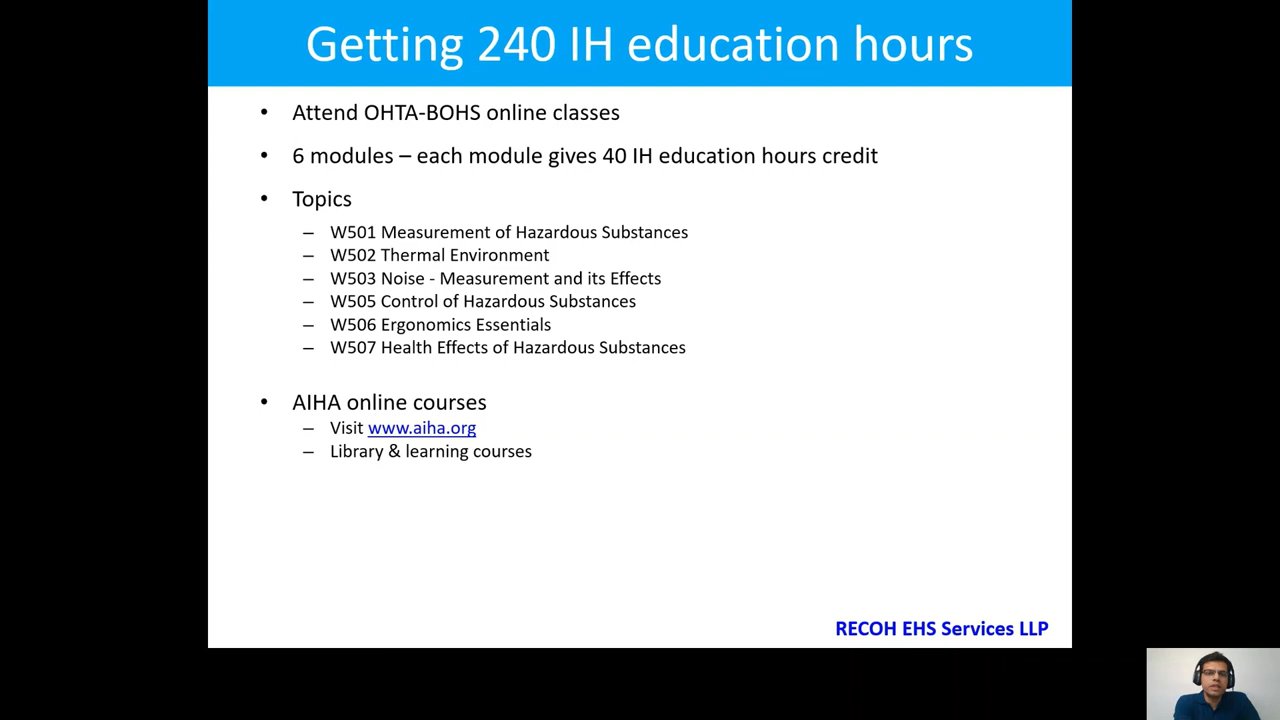 Getting 240 IH education hours
• Attend OHTA-BOHS online classes
• 6 modules – each module gives 40 IH education hours credit
• Topics
– W501 Measurement of Hazardous Substances
– W502 Thermal Environment
– W503 Noise - Measurement and its Effects
– W505 Control of Hazardous Substances
– W506 Ergonomics Essentials
– W507 Health Effects of Hazardous Substances
• AIHA online courses
– Visit www.aiha.org
– Library & learning courses
RECOH EHS Services LLP